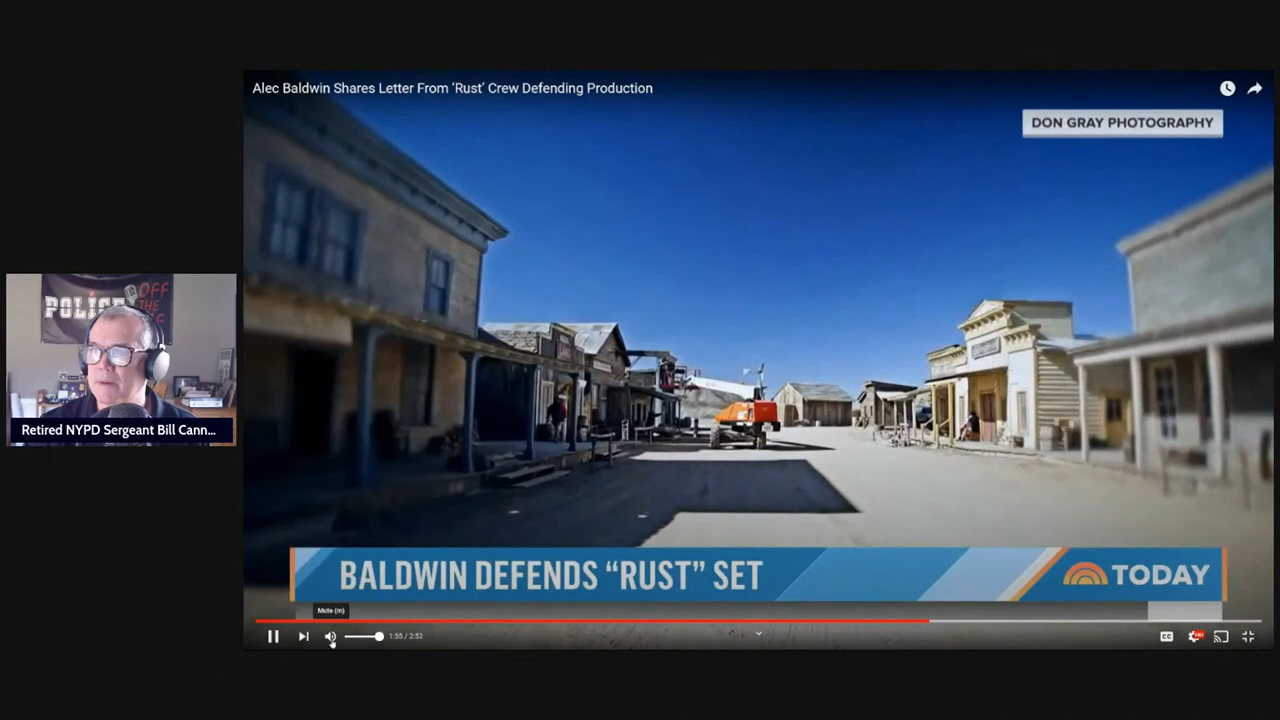 Alec Baldwin Shares Letter From 'Rust' Crew Defending Production
DON GRAY PHOTOGRAPHY
POLICE
OFF
THE
Retired NYPD Sergeant Bill Cann...
BALDWIN DEFENDS “RUST” SET
TODAY
Mute (m)
1:55 / 2:52
CC